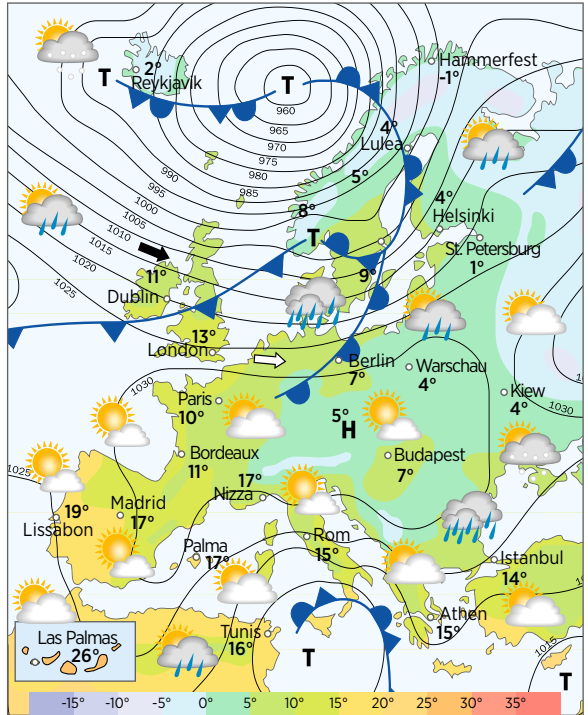 Hammerfest
-1°
2°
Reykjavik
T
T
960
965
970
975
980
985
990
995
1000
1005
1010
1015
1020
1025
4°
Lulea
5°
8°
4°
Helsinki
T
St. Petersburg
1°
9°
11°
Dublin
13°
London
Berlin
7°
Warschau
4°
1030
Paris
10°
5°
H
Kiew
4°
1030
Bordeaux
11°
Budapest
7°
1025
17°
Nizza
19°
Lissabon
Madrid
17°
Rom
15°
Palma
17°
Istanbul
14°
Athen
15°
Tunis
16°
Las Palmas
26°
T
1015
T
-15° -10° -5° 0° 5° 10° 15° 20° 25° 30° 35°